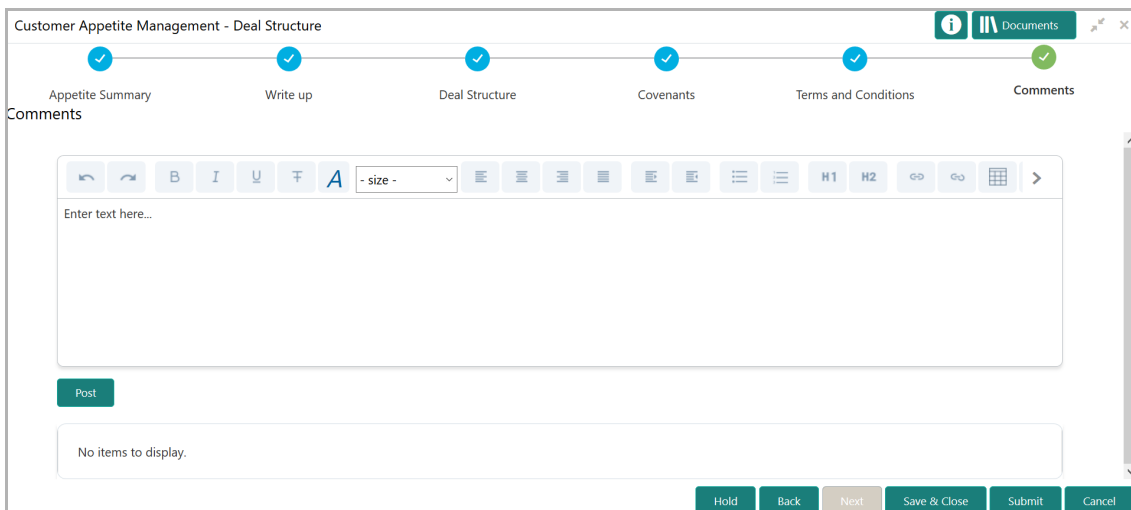 Customer Appetite Management - Deal Structure
i Documents
Appetite Summary Write up Deal Structure Covenants Terms and Conditions Comments
Comments
B I U T A - size - H1 H2
Enter text here...
Post
No items to display.
Hold Back Next Save & Close Submit Cancel